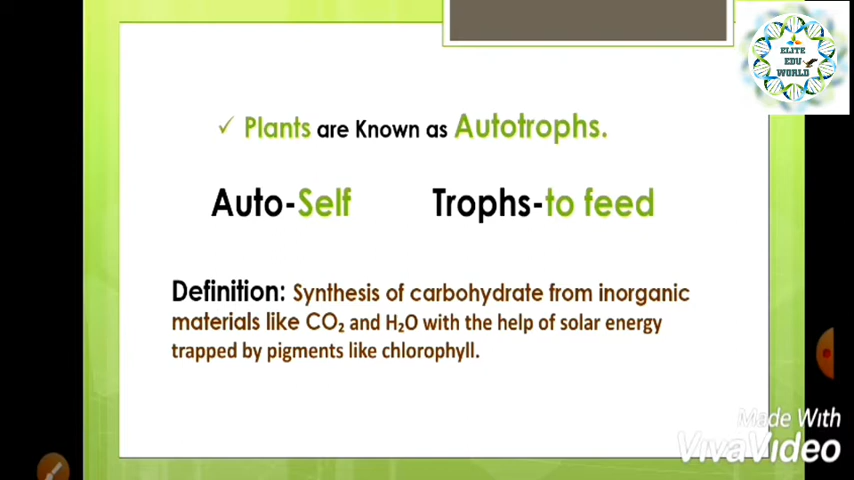 ELITE
EDU
WORLD
✓ Plants are Known as Autotrophs.
Auto-Self Trophs-to feed
Definition: Synthesis of carbohydrate from inorganic
materials like CO₂ and H₂O with the help of solar energy
trapped by pigments like chlorophyll.
Made With
VivaVideo